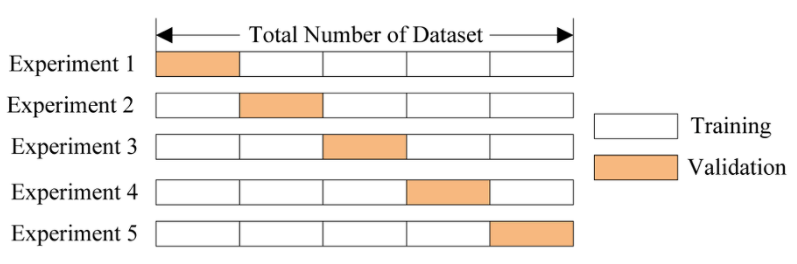 Total Number of Dataset
Experiment 1
Experiment 2
Experiment 3
Experiment 4
Experiment 5
Training
Validation